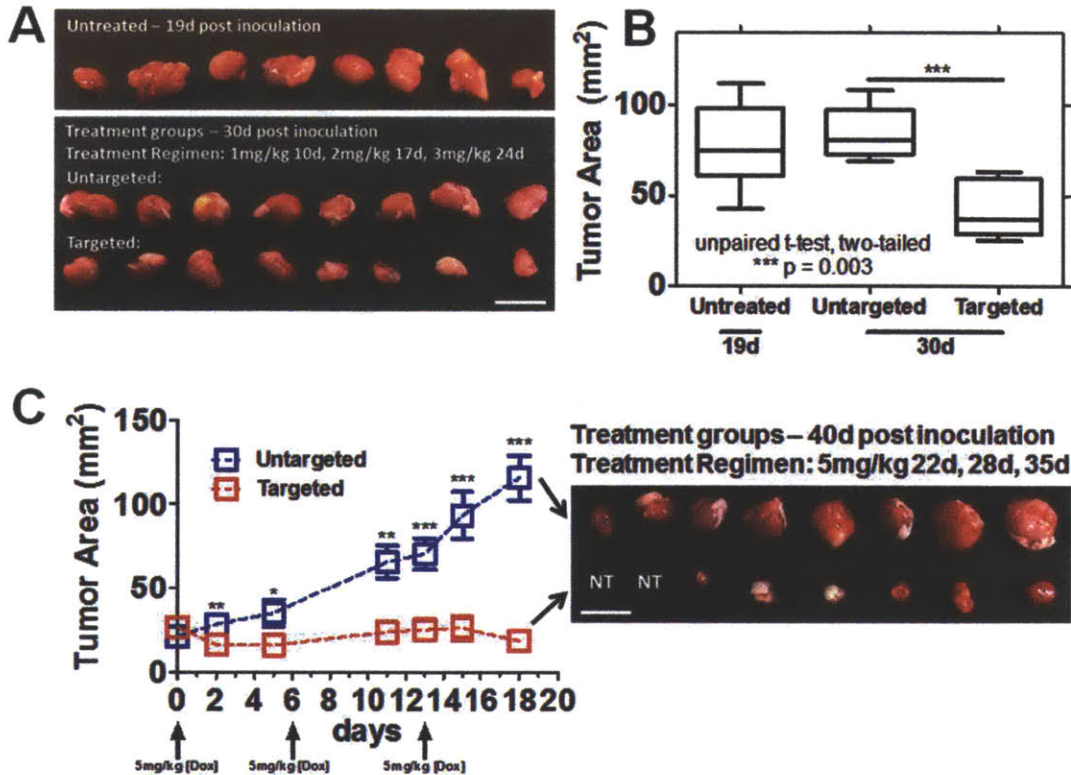 A
Untreated – 19d post inoculation
Treatment groups – 30d post inoculation
Treatment Regimen: 1mg/kg 10d, 2mg/kg 17d, 3mg/kg 24d
Untargeted:
Targeted:
B
Tumor Area (mm²)
100
50
0
***
unpaired t-test, two-tailed
*** p = 0.003
Untreated
Untargeted
Targeted
19d
30d
C
Tumor Area (mm²)
150
100
50
0
Untargeted
Targeted
**
*
**
***
***
***
0 2 4 6 8 10 12 14 16 18 20
days
5mg/kg [Dox]
5mg/kg [Dox]
5mg/kg [Dox]
Treatment groups – 40d post inoculation
Treatment Regimen: 5mg/kg 22d, 28d, 35d
NT NT